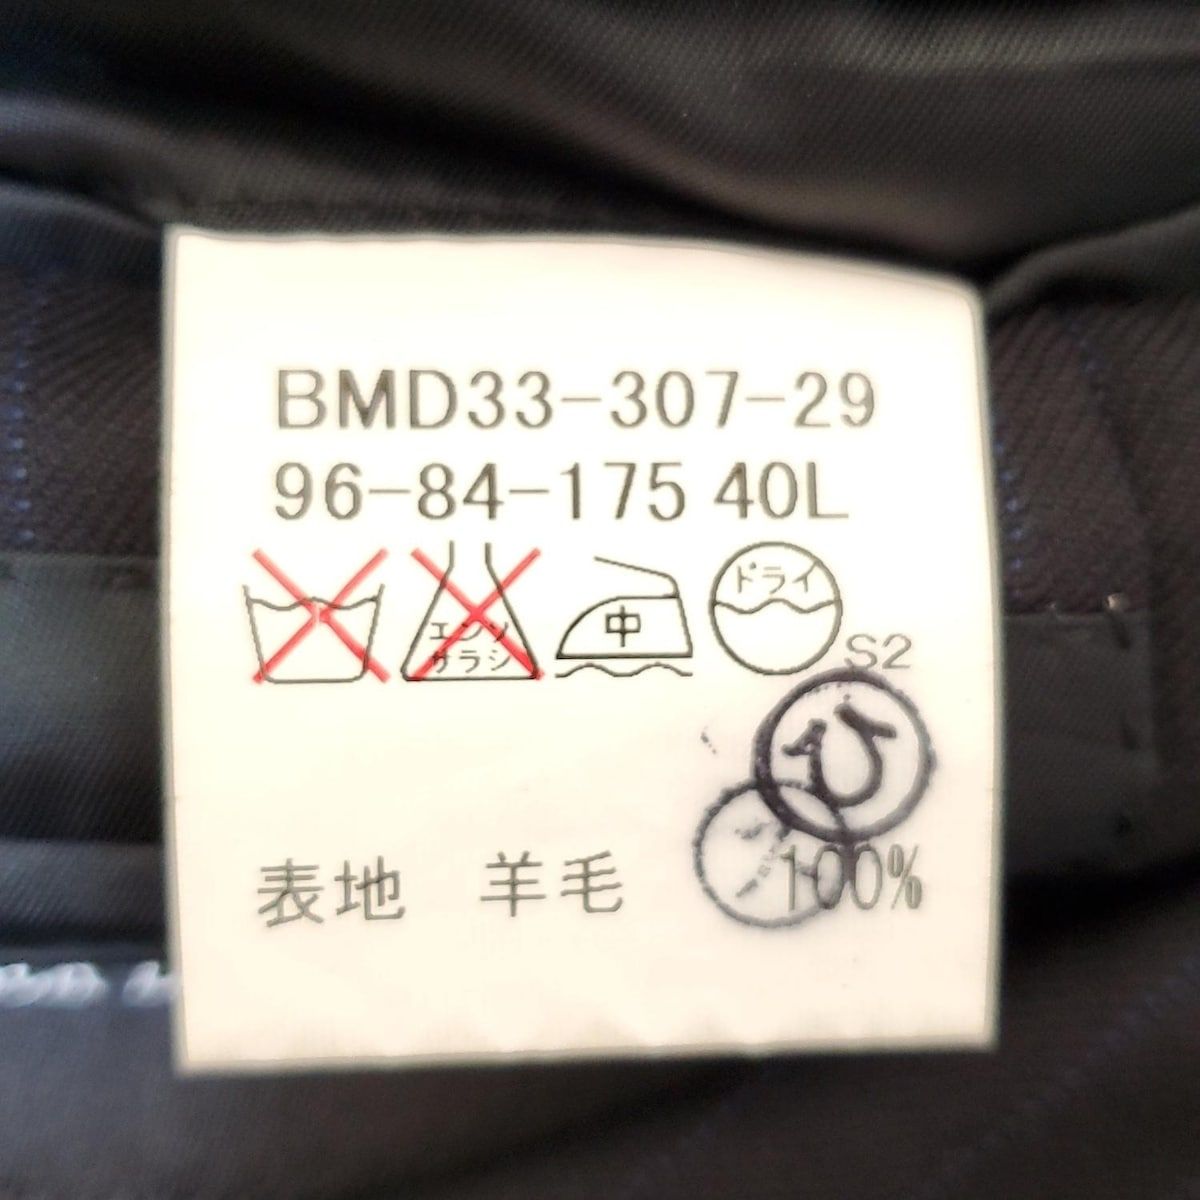 BMD33-307-29
96-84-175 40L
エンソ
サラシ
中
ドライ
S2
ひ
表地 羊毛 100%